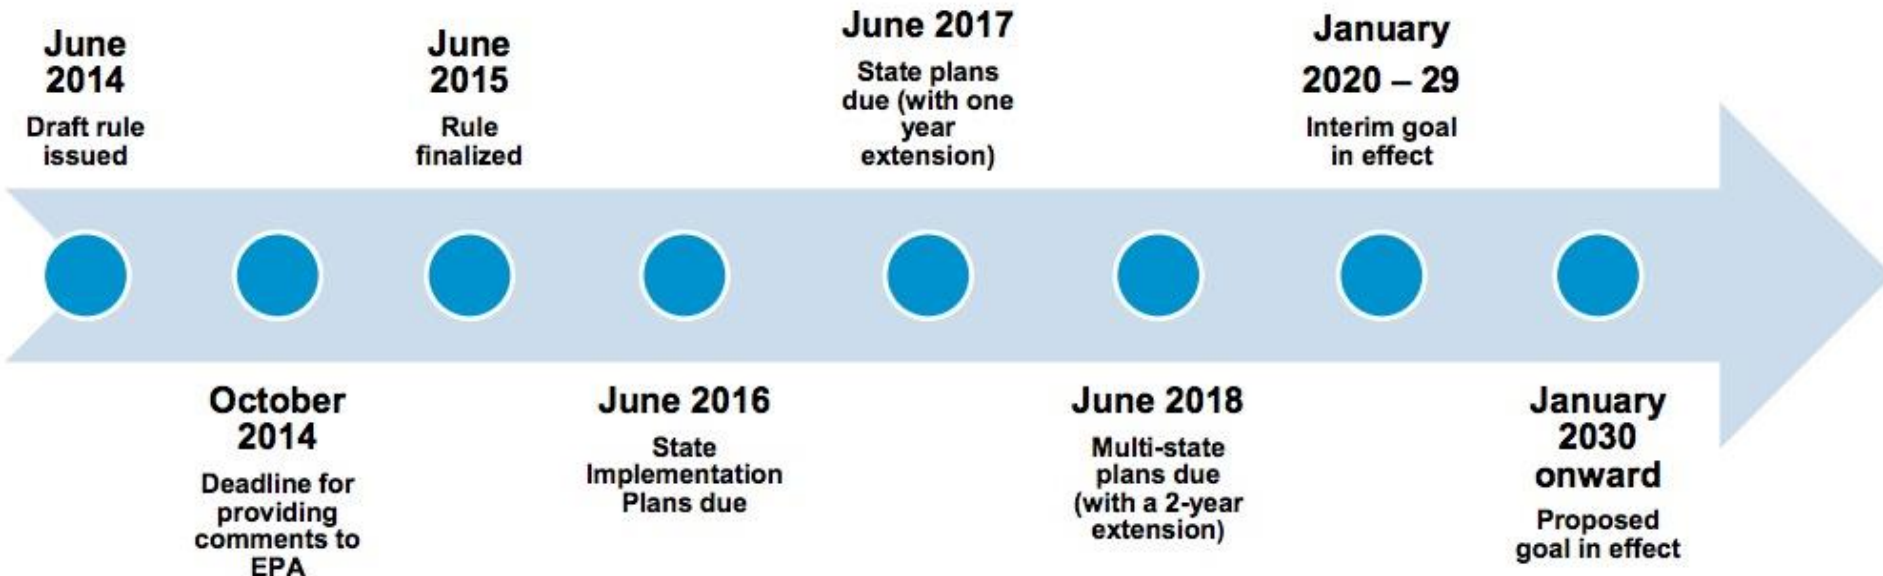 June
2014
Draft rule
issued
October
2014
Deadline for
providing
comments to
EPA
June
2015
Rule
finalized
June 2016
State
Implementation
Plans due
June 2017
State plans
due (with one
year
extension)
June 2018
Multi-state
plans due
(with a 2-year
extension)
January
2020 – 29
Interim goal
in effect
January
2030
onward
Proposed
goal in effect